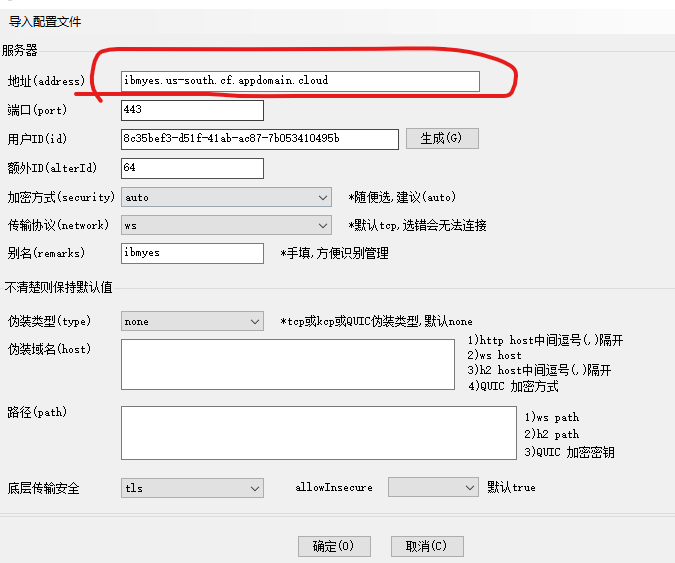 导入配置文件
服务器
地址(address) ibmyes.us-south.cf.appdomain.cloud
端口(port) 443
用户ID(id) 8c35bef3-d51f-41ab-ac87-7b053410495b 生成(G)
额外ID(alterId) 64
加密方式(security) auto *随便选,建议(auto)
传输协议(network) ws *默认tcp,选错会无法连接
别名(remarks) ibmyes *手填,方便识别管理
不清楚则保持默认值
伪装类型(type) none *tcp或kcp或QUIC伪装类型,默认none
伪装域名(host)
1)http host中间逗号(,)隔开
2)ws host
3)h2 host中间逗号(,)隔开
4)QUIC 加密方式
路径(path)
1)ws path
2)h2 path
3)QUIC 加密密钥
底层传输安全 tls allowInsecure 默认true
确定(O) 取消(C)